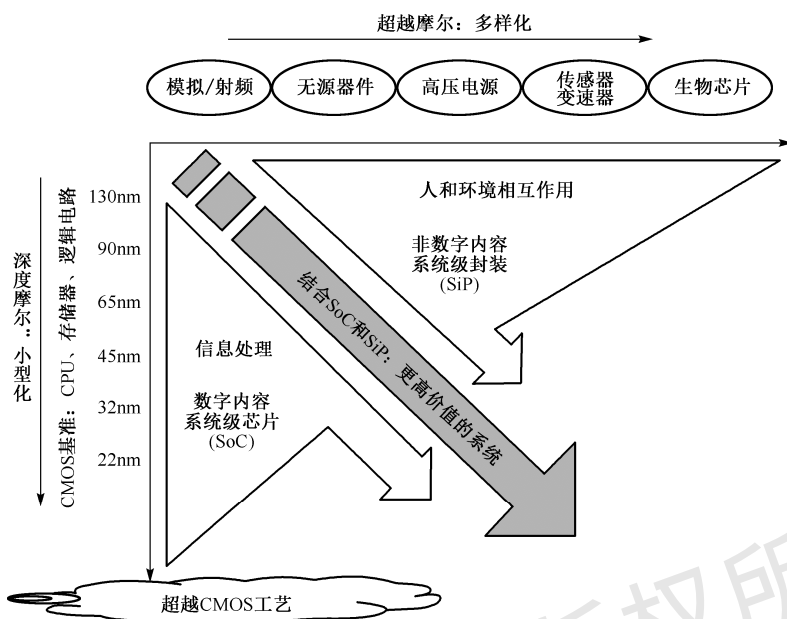 超越摩尔：多样化
模拟/射频
无源器件
高压电源
传感器
变速器
生物芯片
深度摩尔：小型化
CMOS基准：CPU、存储器、逻辑电路
130nm
90nm
65nm
45nm
32nm
22nm
人和环境相互作用
非数字内容
系统级封装
(SiP)
结合SoC和SiP：更高价值的系统
信息处理
数字内容
系统级芯片
(SoC)
超越CMOS工艺
版权所